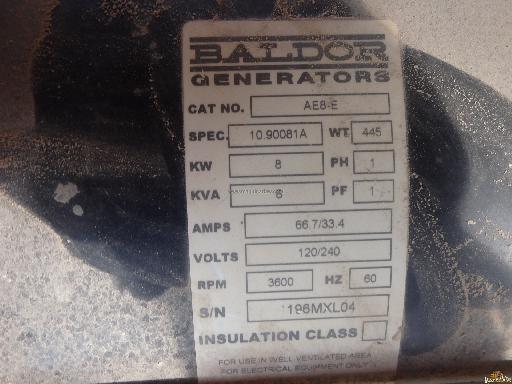 BALDOR
GENERATORS
CAT NO. AE8-E
SPEC. 10.90081A WT 445
KW 8 PH 1
KVA PF 1
AMPS 66.7/33.4
VOLTS 120/240
RPM 3600 HZ 60
S/N 196MXL04
INSULATION CLASS
FOR USE IN WELL VENTILATED AREA
FOR ELECTRICAL EQUIPMENT ONLY